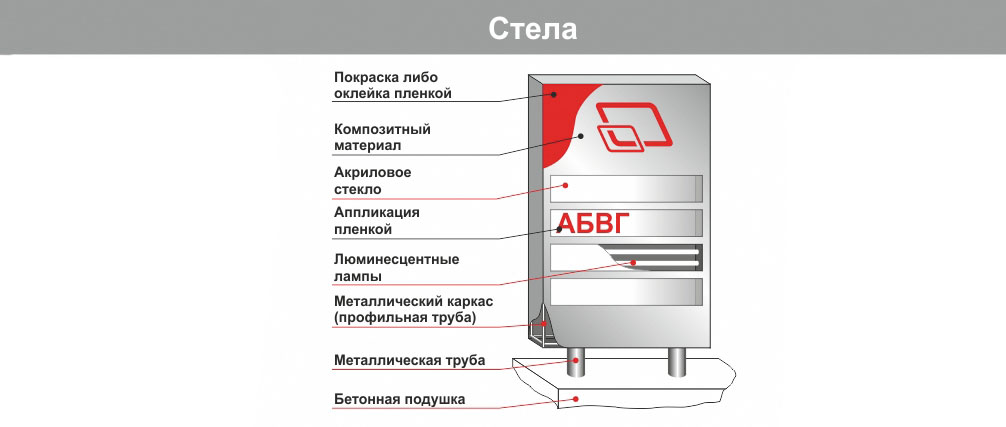 Стела
Покраска либо
оклейка пленкой
Композитный
материал
Акриловое
стекло
Аппликация
пленкой
АБВГ
Люминесцентные
лампы
Металлический каркас
(профильная труба)
Металлическая труба
Бетонная подушка